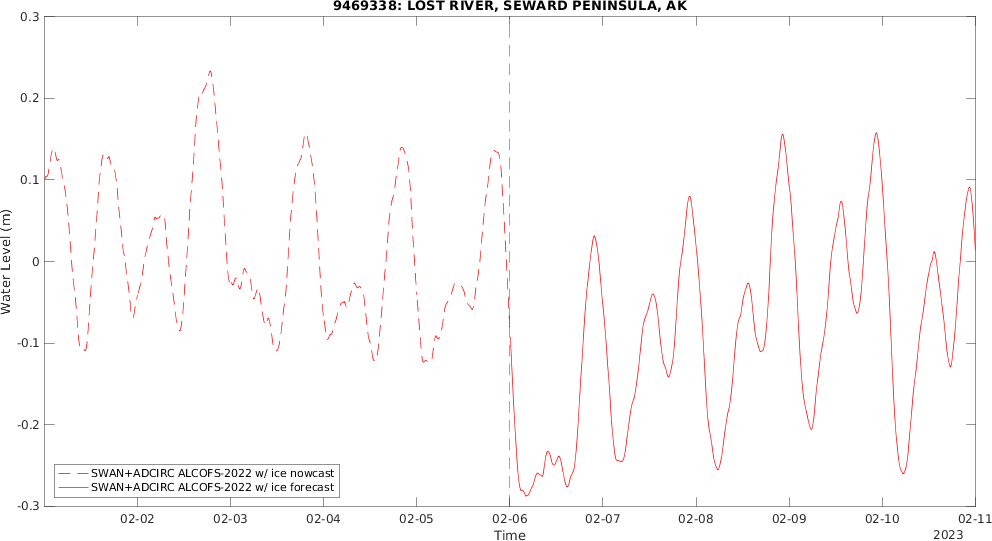 9469338: LOST RIVER, SEWARD PENINSULA, AK
0.3
0.2
0.1
0
-0.1
-0.2
-0.3
Water Level (m)
SWAN+ADCIRC ALCOFS-2022 w/ ice nowcast
SWAN+ADCIRC ALCOFS-2022 w/ ice forecast
02-02 02-03 02-04 02-05 02-06 02-07 02-08 02-09 02-10 02-11
Time
2023